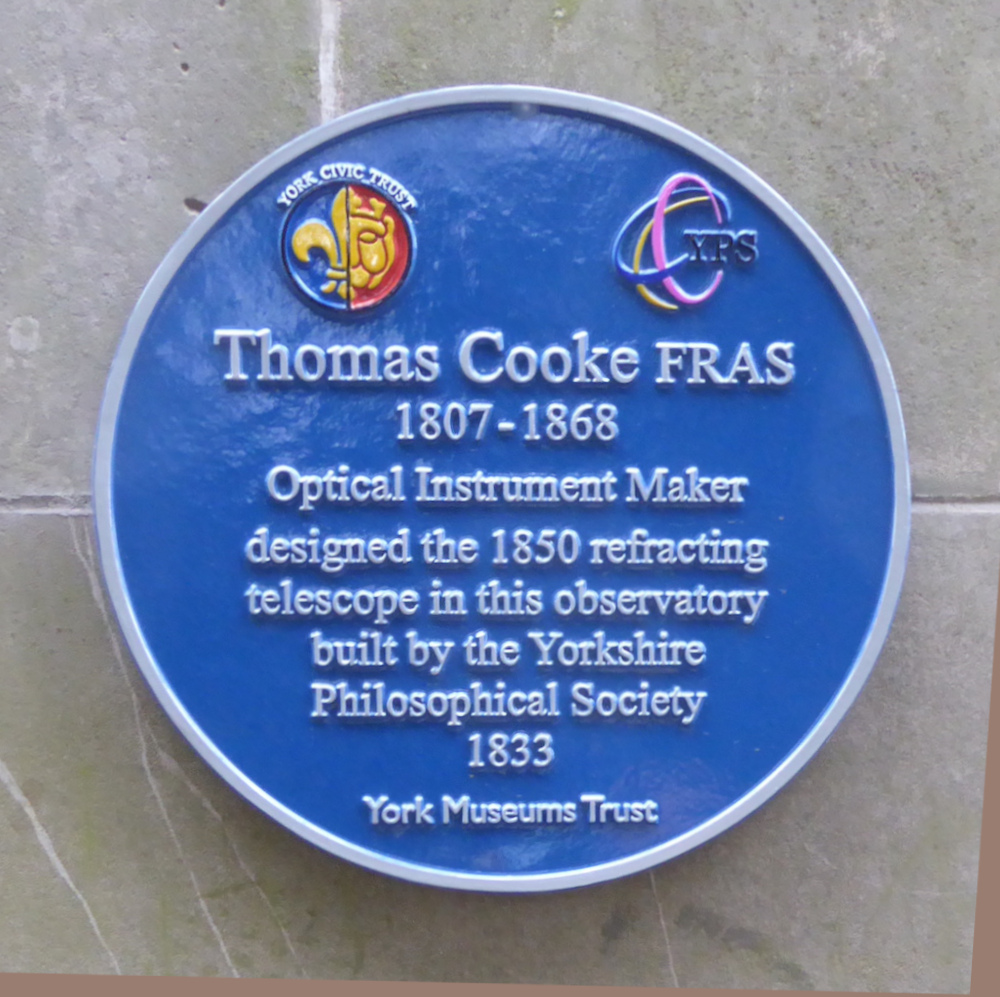 YORK CIVIC TRUST
YPS
Thomas Cooke FRAS
1807-1868
Optical Instrument Maker
designed the 1850 refracting
telescope in this observatory
built by the Yorkshire
Philosophical Society
1833
York Museums Trust